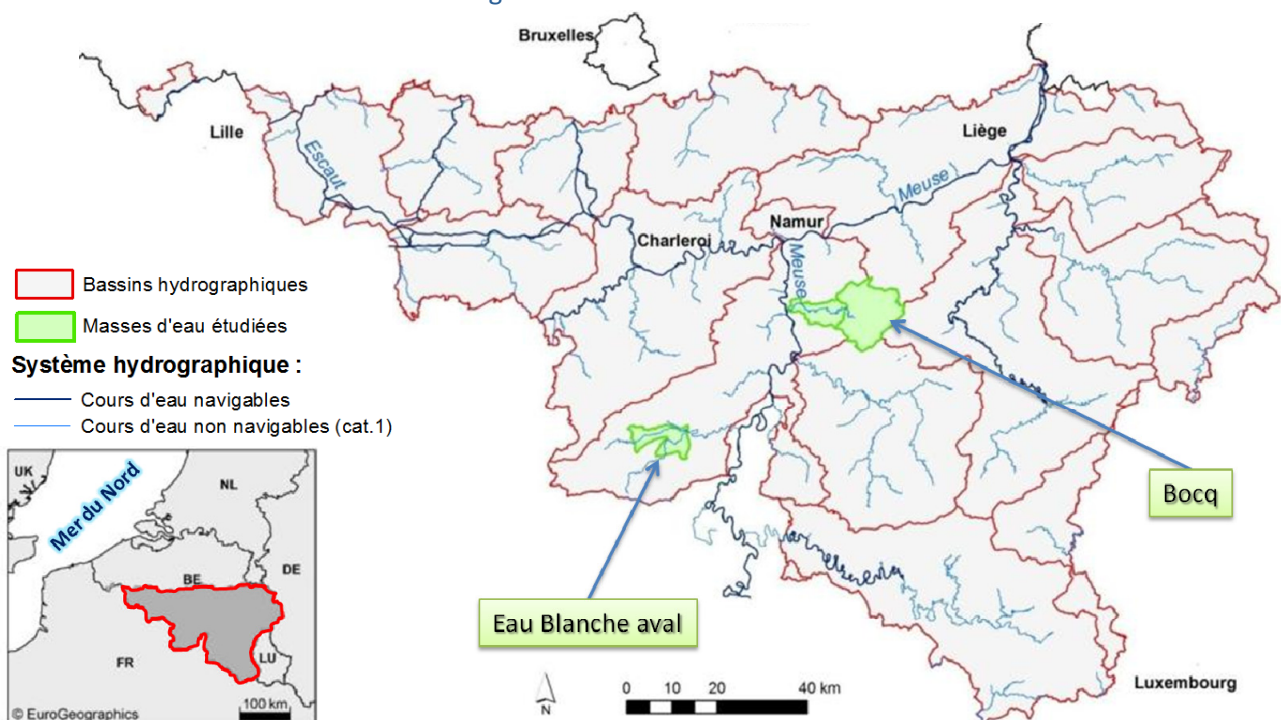 Bruxelles
Lille
Escaut
Liège
Meuse
Namur
Charleroi
Meuse
Bassins hydrographiques
Masses d'eau étudiées
Système hydrographique :
Cours d'eau navigables
Cours d'eau non navigables (cat.1)
Bocq
Eau Blanche aval
UK
Mer du Nord
NL
DE
BE
FR
LU
100 km
© EuroGeographics
N
0 10 20 40 km
Luxembourg